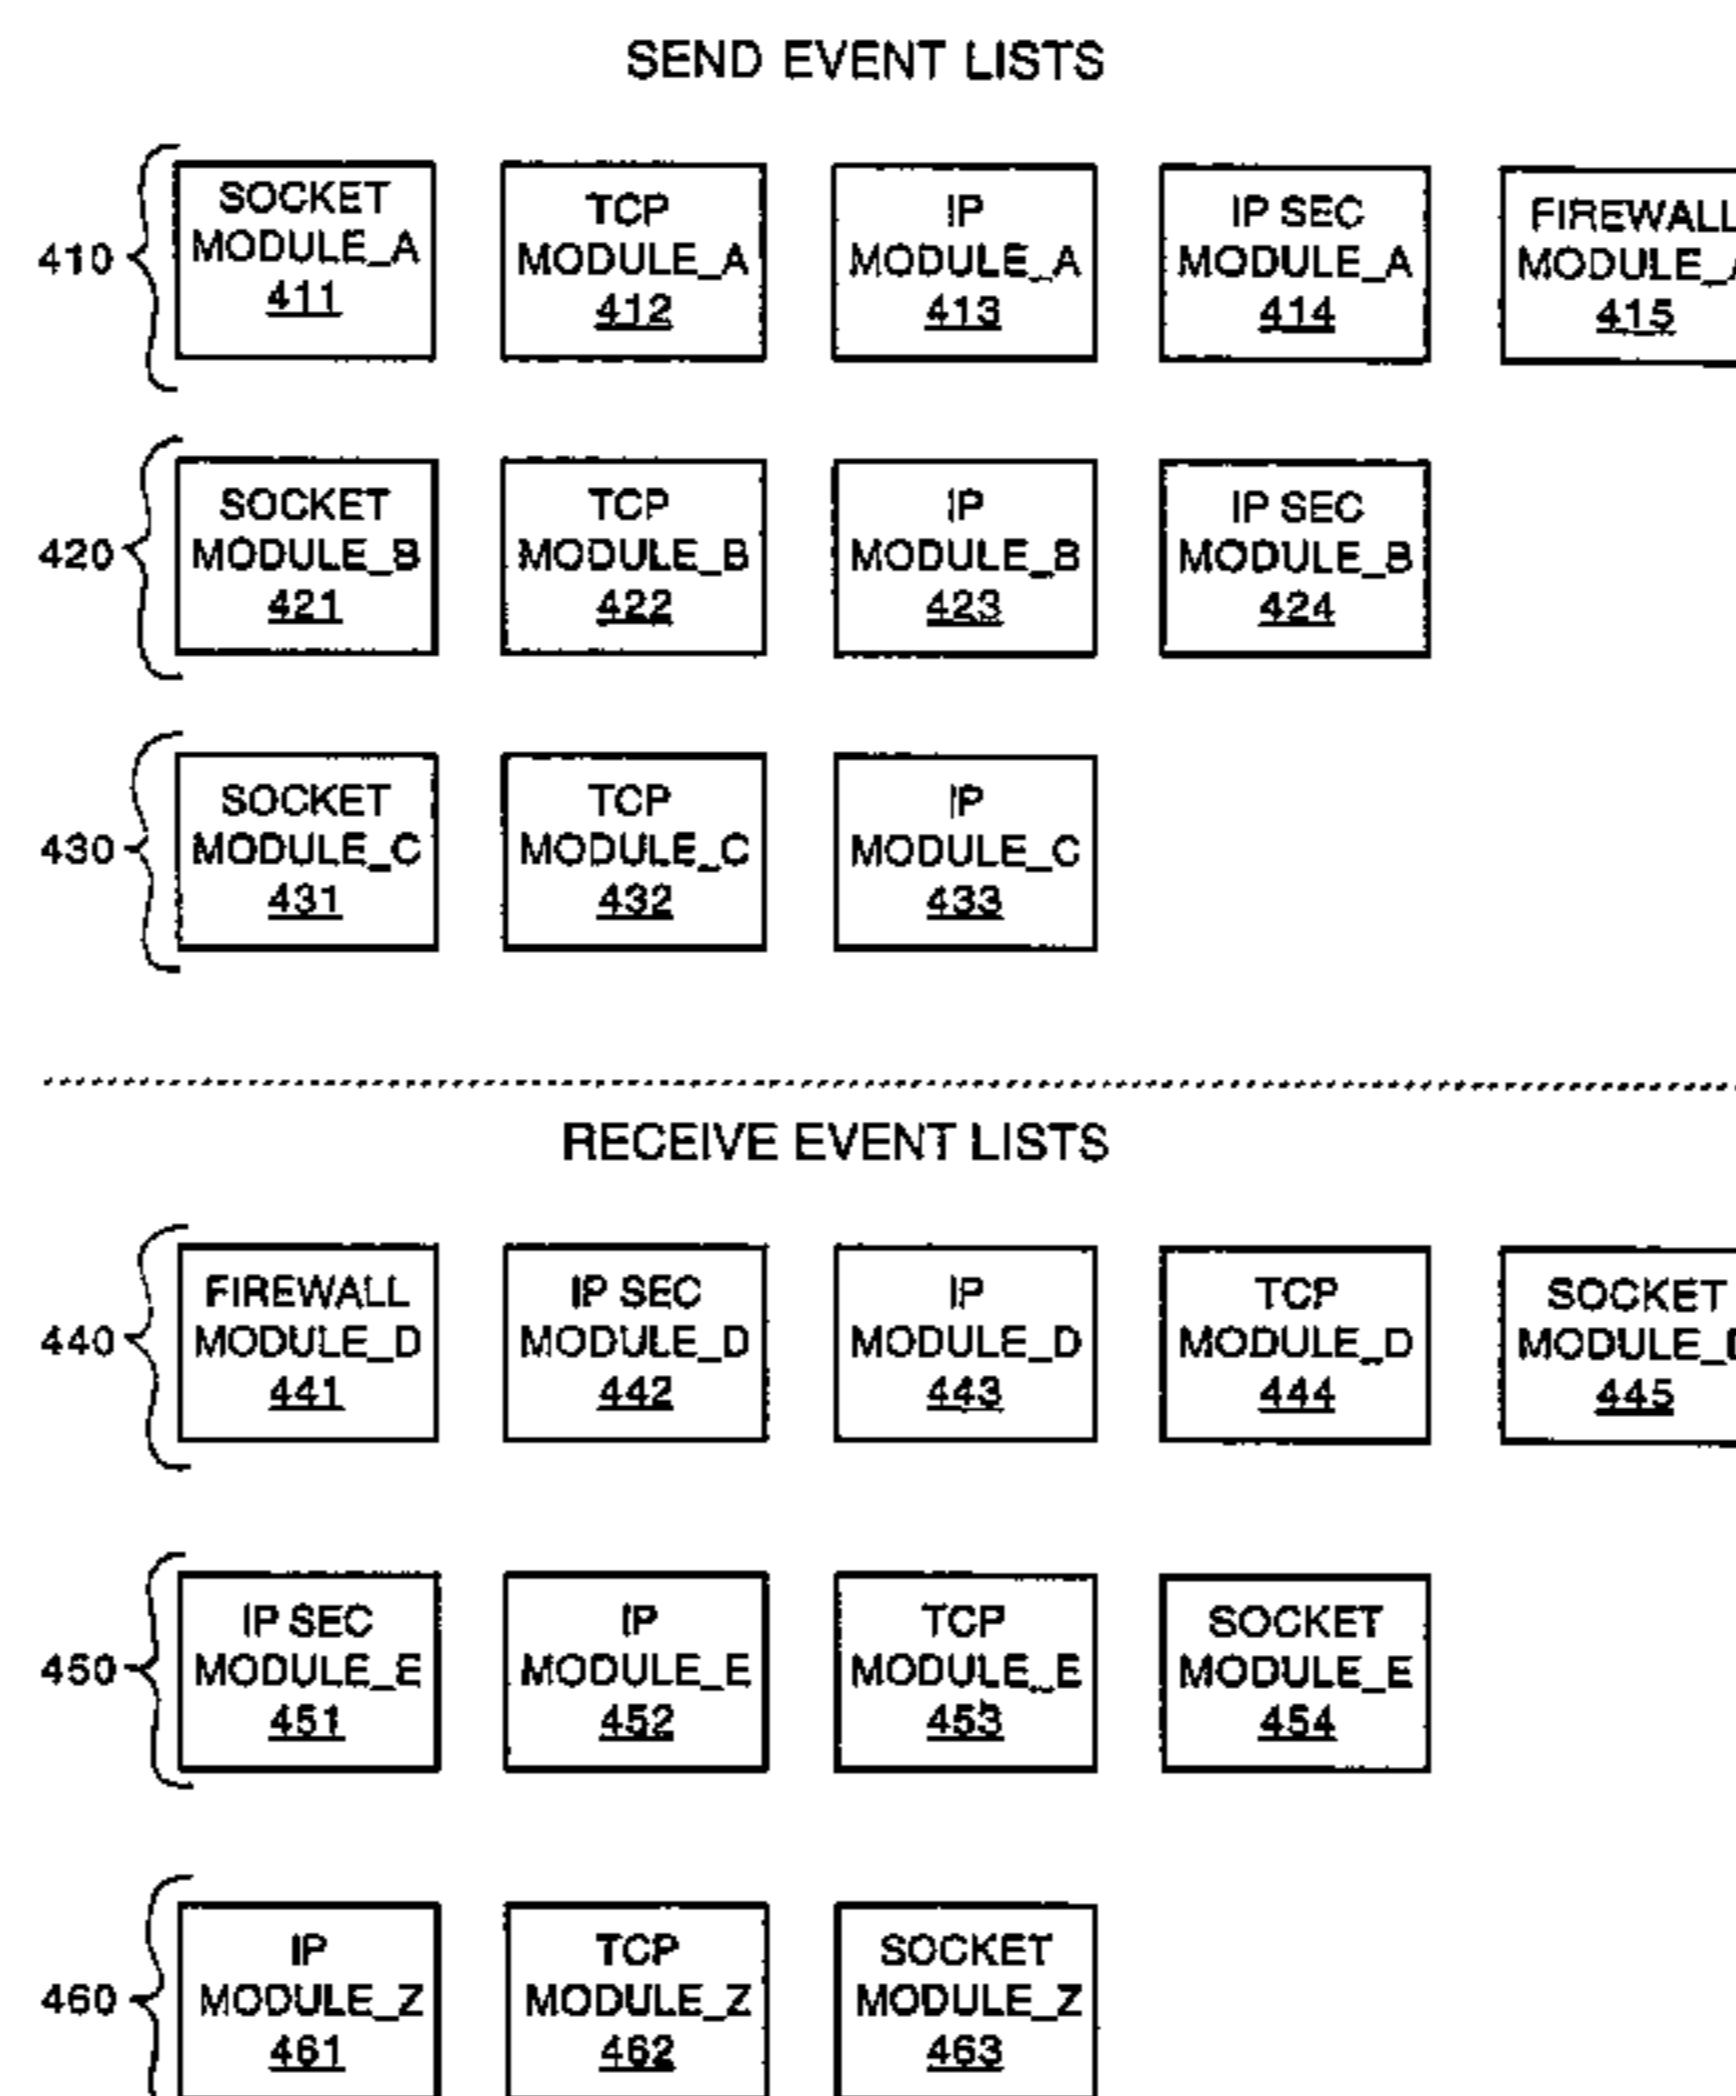 SEND EVENT LISTS
410
SOCKET
MODULE_A
411
TCP
MODULE_A
412
IP
MODULE_A
413
IP SEC
MODULE_A
414
FIREWALL
415
420
SOCKET
MODULE_B
421
TCP
MODULE_B
422
IP
MODULE_B
423
IP SEC
MODULE_B
424
430
SOCKET
MODULE_C
431
TCP
MODULE_C
432
IP
MODULE_C
433
RECEIVE EVENT LISTS
440
FIREWALL
MODULE_D
441
IP SEC
MODULE_D
442
IP
MODULE_D
443
TCP
MODULE_D
444
SOCKET
445
450
IP SEC
MODULE_E
451
IP
MODULE_E
452
TCP
MODULE_E
453
SOCKET
MODULE_E
454
460
IP
MODULE_Z
461
TCP
MODULE_Z
462
SOCKET
MODULE_Z
463